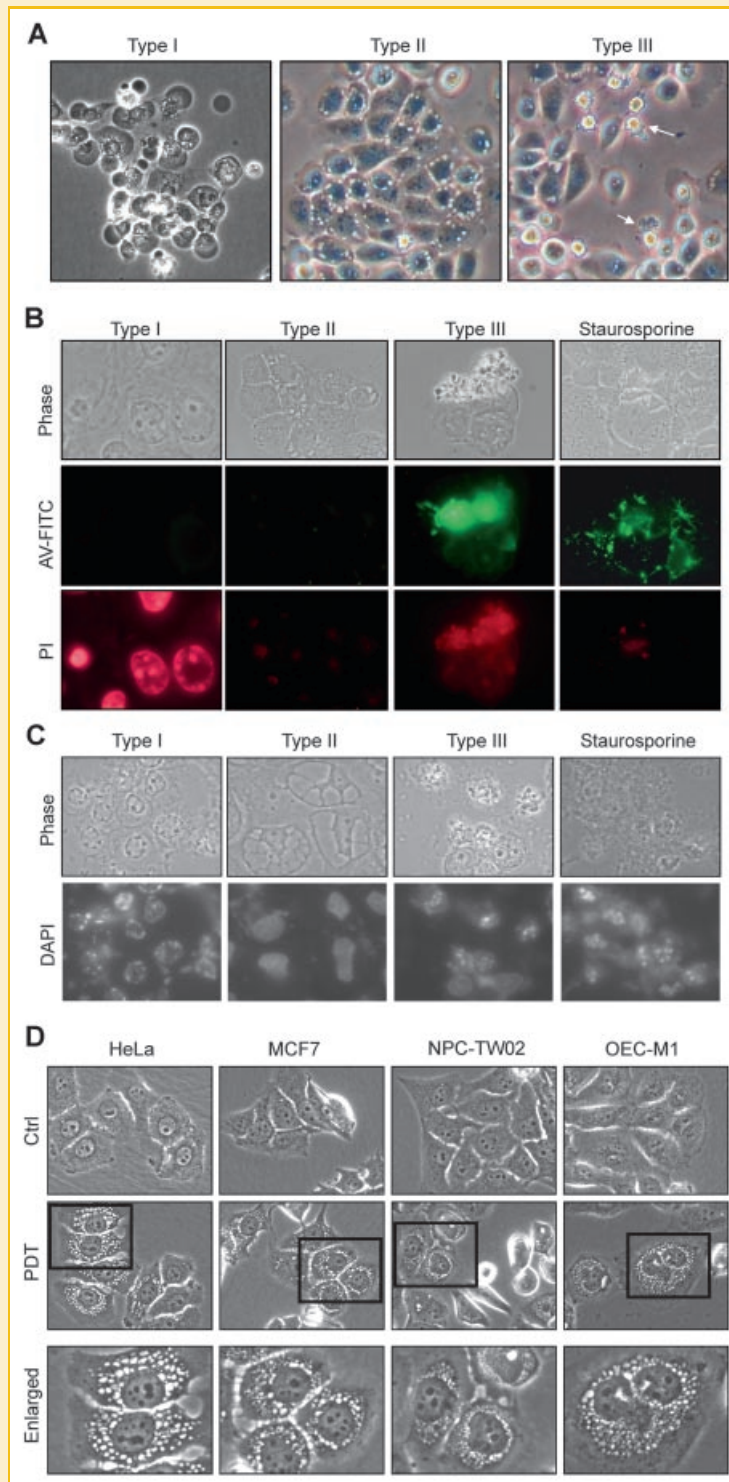 A
Type I Type II Type III
B
Type I Type II Type III Staurosporine
Phase
AV-FITC
PI
C
Type I Type II Type III Staurosporine
Phase
DAPI
D
HeLa MCF7 NPC-TW02 OEC-M1
Ctrl
PDT
Enlarged